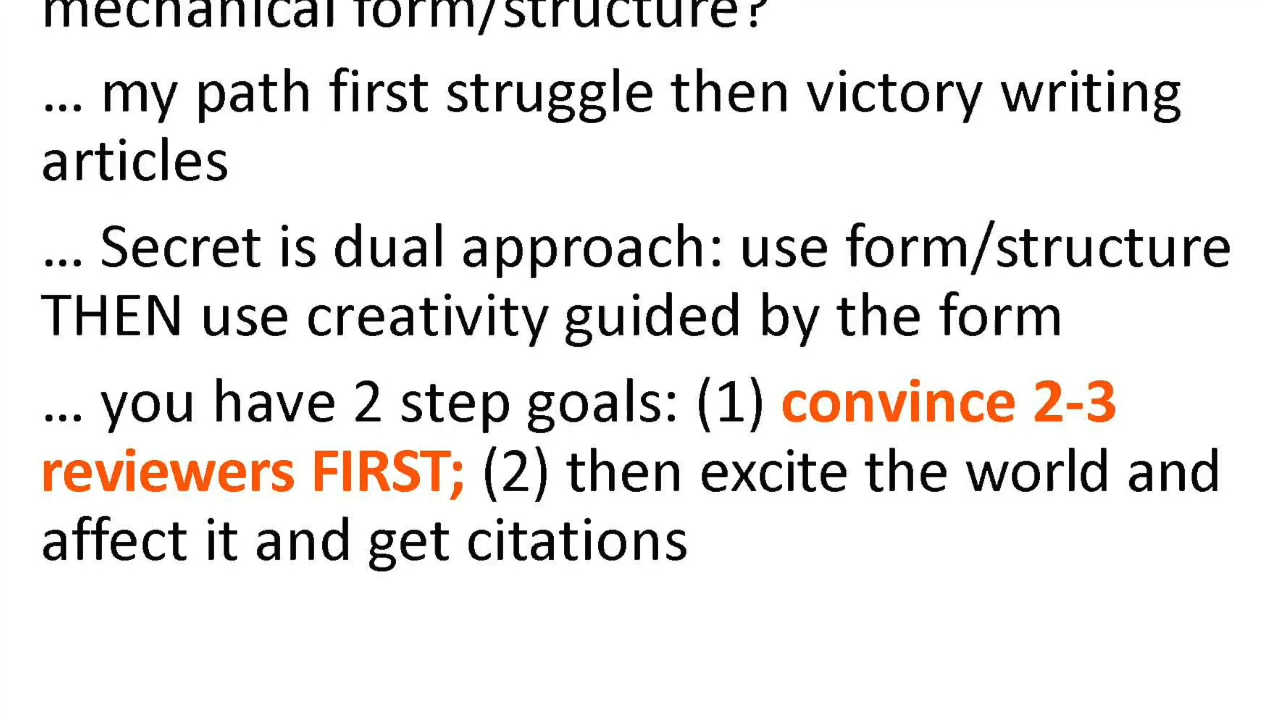 mechanical form/structure?
... my path first struggle then victory writing
articles
... Secret is dual approach: use form/structure
THEN use creativity guided by the form
... you have 2 step goals: (1) convince 2-3
reviewers FIRST; (2) then excite the world and
affect it and get citations